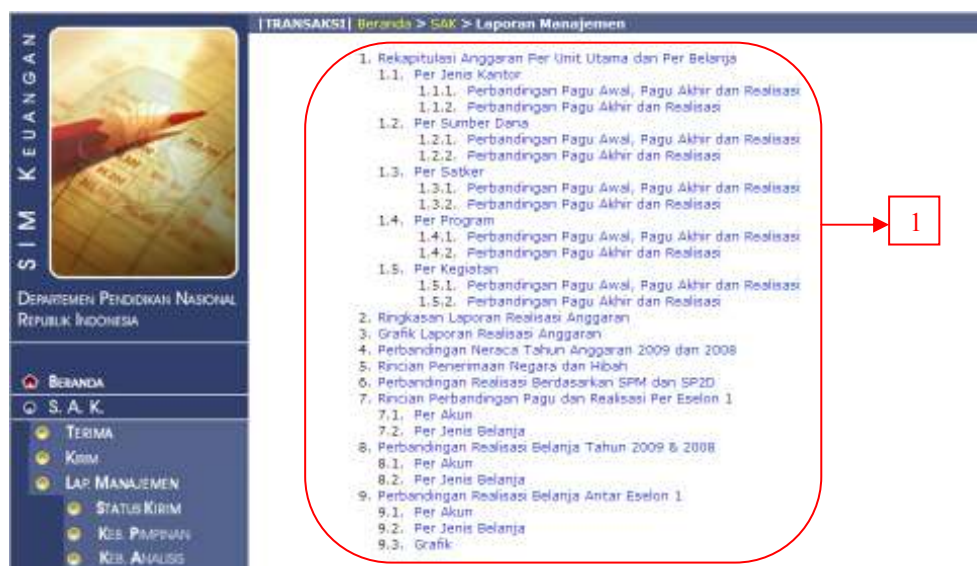 |TRANSAKSI| Beranda > SAK > Laporan Manajemen
SIM KEUANGAN
DEPARTEMEN PENDIDIKAN NASIONAL
REPUBLIK INDONESIA
BERANDA
S. A. K.
TERIMA
KIRIM
LAP. MANAJEMEN
STATUS KIRIM
KEB. PIMPINAN
KEB. ANALISIS
1. Rekapitulasi Anggaran Per Unit Utama dan Per Belanja
1.1. Per Jenis Kantor
1.1.1. Perbandingan Pagu Awal, Pagu Akhir dan Realisasi
1.1.2. Perbandingan Pagu Akhir dan Realisasi
1.2. Per Sumber Dana
1.2.1. Perbandingan Pagu Awal, Pagu Akhir dan Realisasi
1.2.2. Perbandingan Pagu Akhir dan Realisasi
1.3. Per Satker
1.3.1. Perbandingan Pagu Awal, Pagu Akhir dan Realisasi
1.3.2. Perbandingan Pagu Akhir dan Realisasi
1.4. Per Program
1.4.1. Perbandingan Pagu Awal, Pagu Akhir dan Realisasi
1.4.2. Perbandingan Pagu Akhir dan Realisasi
1.5. Per Kegiatan
1.5.1. Perbandingan Pagu Awal, Pagu Akhir dan Realisasi
1.5.2. Perbandingan Pagu Akhir dan Realisasi
2. Ringkasan Laporan Realisasi Anggaran
3. Grafik Laporan Realisasi Anggaran
4. Perbandingan Neraca Tahun Anggaran 2009 dan 2008
5. Rincian Penerimaan Negara dan Hibah
6. Perbandingan Realisasi Berdasarkan SPM dan SP2D
7. Rincian Perbandingan Pagu dan Realisasi Per Eselon 1
7.1. Per Akun
7.2. Per Jenis Belanja
8. Perbandingan Realisasi Belanja Tahun 2009 & 2008
8.1. Per Akun
8.2. Per Jenis Belanja
9. Perbandingan Realisasi Belanja Antar Eselon 1
9.1. Per Akun
9.2. Per Jenis Belanja
9.3. Grafik
1